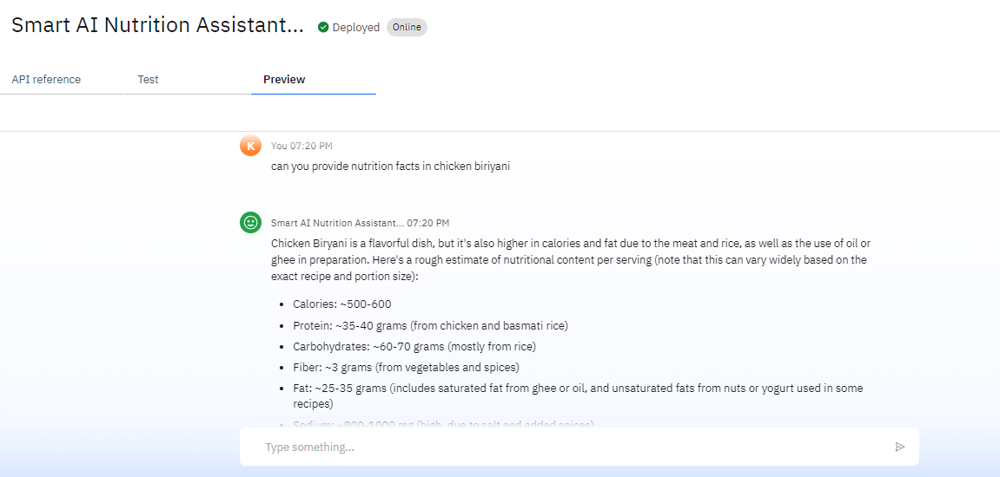 Smart AI Nutrition Assistant...
Deployed
Online
API reference
Test
Preview
K
You 07:20 PM
can you provide nutrition facts in chicken biriyani
Smart AI Nutrition Assistant... 07:20 PM
Chicken Biryani is a flavorful dish, but it's also higher in calories and fat due to the meat and rice, as well as the use of oil or
ghee in preparation. Here's a rough estimate of nutritional content per serving (note that this can vary widely based on the
exact recipe and portion size):
• Calories: ~500-600
• Protein: ~35-40 grams (from chicken and basmati rice)
• Carbohydrates: ~60-70 grams (mostly from rice)
• Fiber: ~3 grams (from vegetables and spices)
• Fat: ~25-35 grams (includes saturated fat from ghee or oil, and unsaturated fats from nuts or yogurt used in some
recipes)
• Sodium: ~800-1000 mg (high, due to salt and added spices)
Type something...